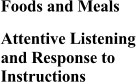 Foods and Meals
Attentive Listening
and Response to
Instructions